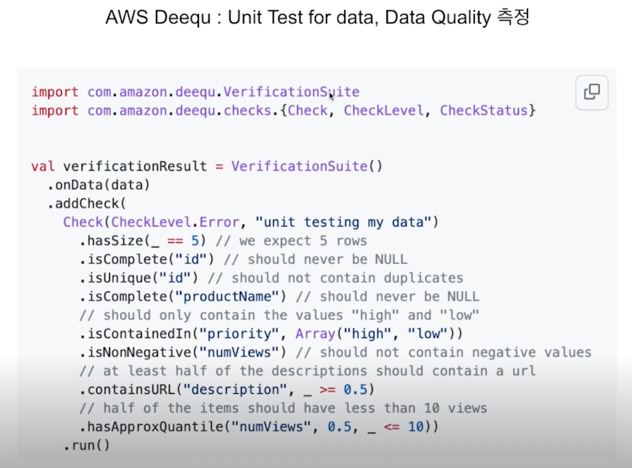 AWS Deequ : Unit Test for data, Data Quality 측정
import com.amazon.deequ.VerificationSuite
import com.amazon.deequ.checks.{Check, CheckLevel, CheckStatus}
val verificationResult = VerificationSuite()
.onData(data)
.addCheck(
Check(CheckLevel.Error, "unit testing my data")
.hasSize(_ == 5) // we expect 5 rows
.isComplete("id") // should never be NULL
.isUnique("id") // should not contain duplicates
.isComplete("productName") // should never be NULL
// should only contain the values "high" and "low"
.isContainedIn("priority", Array("high", "low"))
.isNonNegative("numViews") // should not contain negative values
// at least half of the descriptions should contain a url
.containsURL("description", _ >= 0.5)
// half of the items should have less than 10 views
.hasApproxQuantile("numViews", 0.5, _ <= 10))
.run()